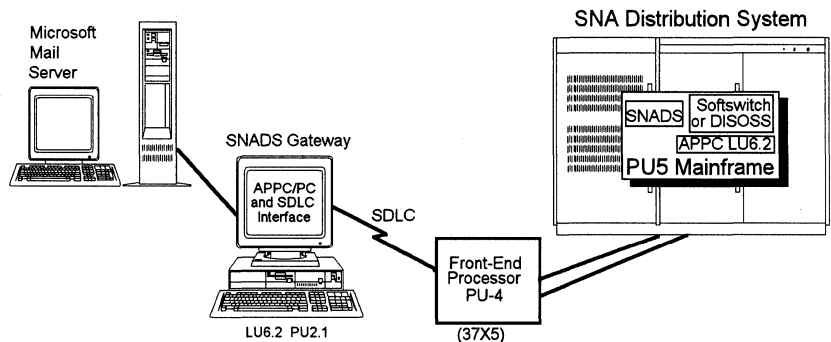 SNA Distribution System
Microsoft
Mail
Server
SNADS
Softswitch
or DISOSS
APPC LU6.2
PU5 Mainframe
SNADS Gateway
APPC/PC
and SDLC
Interface
SDLC
Front-End
Processor
PU-4
LU6.2 PU2.1
(37X5)